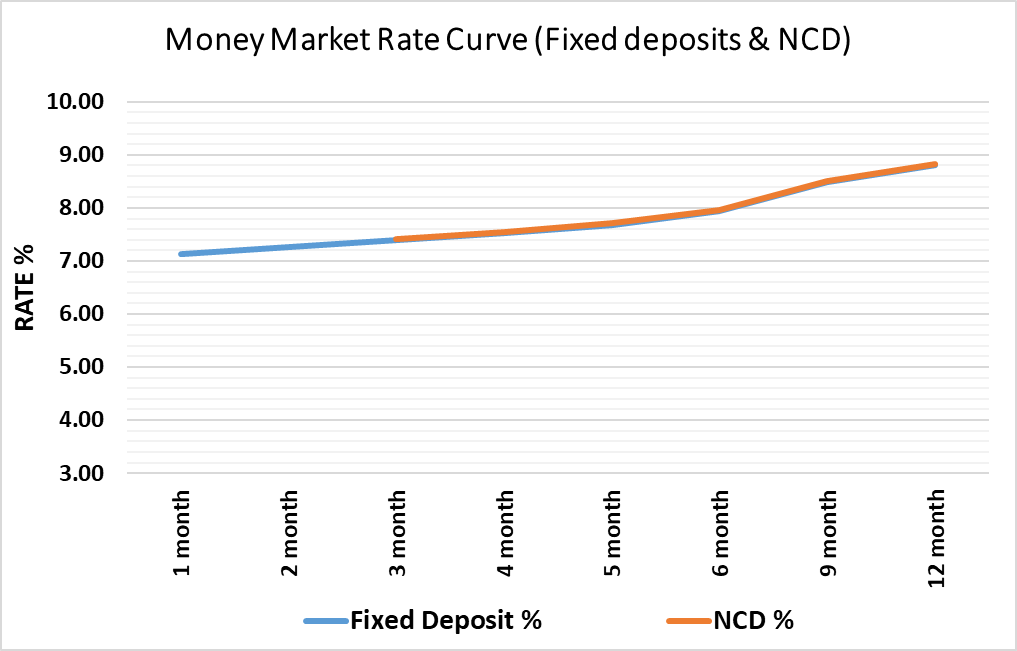 Money Market Rate Curve (Fixed deposits & NCD)
RATE %
10.00
9.00
8.00
7.00
6.00
5.00
4.00
3.00
1 month
2 month
3 month
4 month
5 month
6 month
9 month
12 month
Fixed Deposit %
NCD %